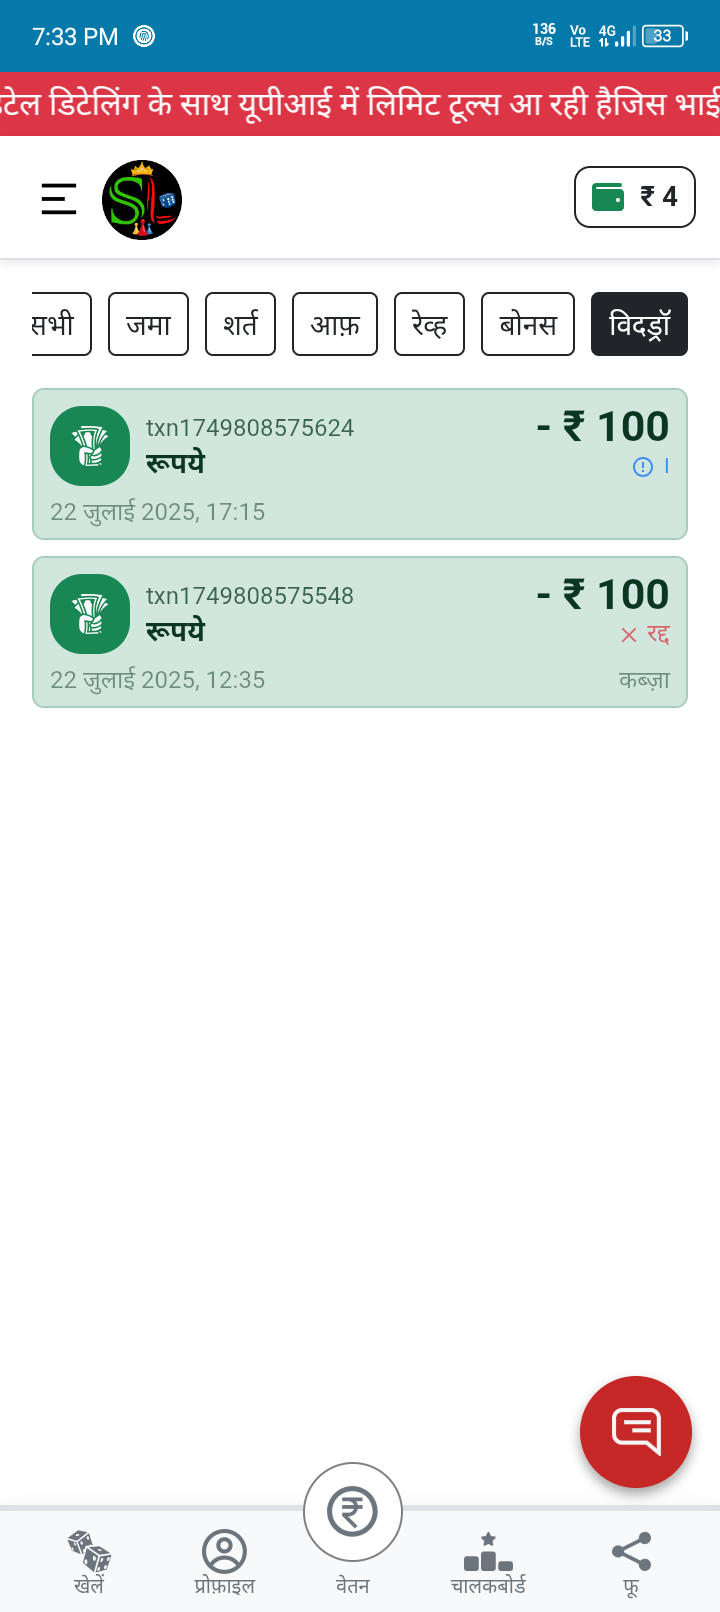 7:33 PM
136 B/S Vo LTE 4G 33
टेल डिटेलिंग के साथ यूपीआई में लिमिट टूल्स आ रही हैजिस भाई
SL
₹ 4
सभी जमा शर्त आफ़ रेव्ह बोनस विदड्रॉ
txn1749808575624 - ₹ 100
रूपये
22 जुलाई 2025, 17:15
txn1749808575548 - ₹ 100
रूपये × रद्द
22 जुलाई 2025, 12:35 कब्ज़ा
खेलें प्रोफ़ाइल वेतन चालकबोर्ड फू